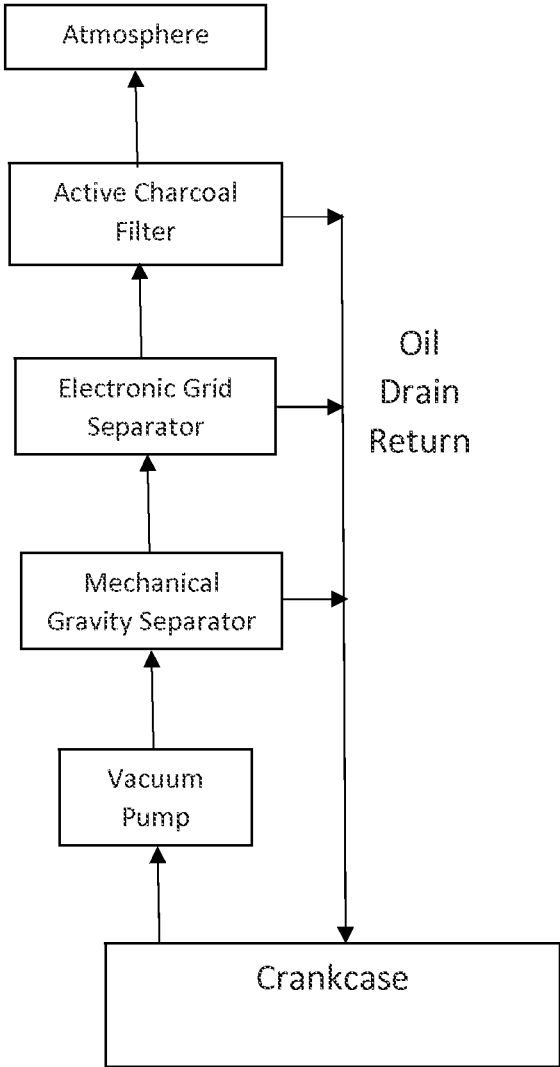 Atmosphere
Active Charcoal
Filter
Oil
Drain
Return
Electronic Grid
Separator
Mechanical
Gravity Separator
Vacuum
Pump
Crankcase